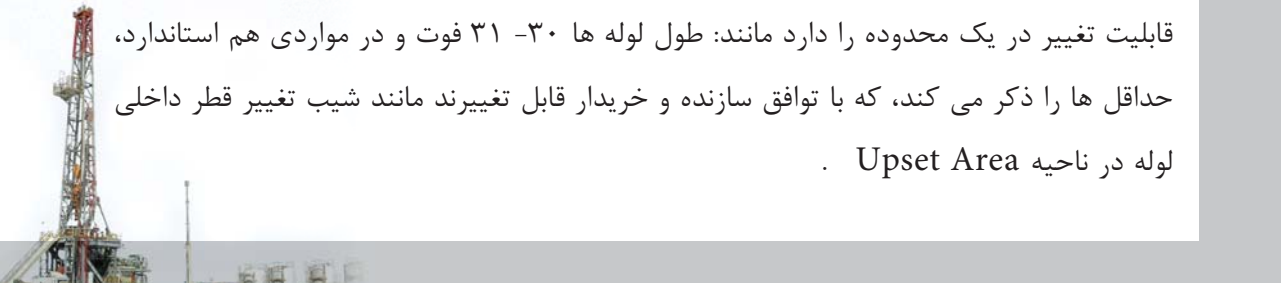 قابلیت تغییر در یک محدوده را دارد مانند: طول لوله ها ۳۰- ۳۱ فوت و در مواردی هم استاندارد،
حداقل ها را ذکر می کند، که با توافق سازنده و خریدار قابل تغییرند مانند شیب تغییر قطر داخلی
لوله در ناحیه Upset Area .